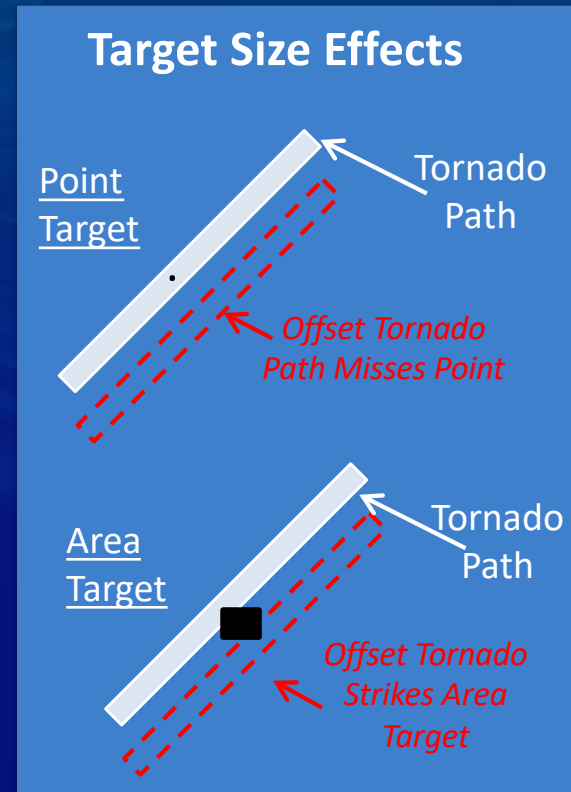 Target Size Effects
Point
Target
Tornado
Path
Offset Tornado
Path Misses Point
Area
Target
Tornado
Path
Offset Tornado
Strikes Area
Target